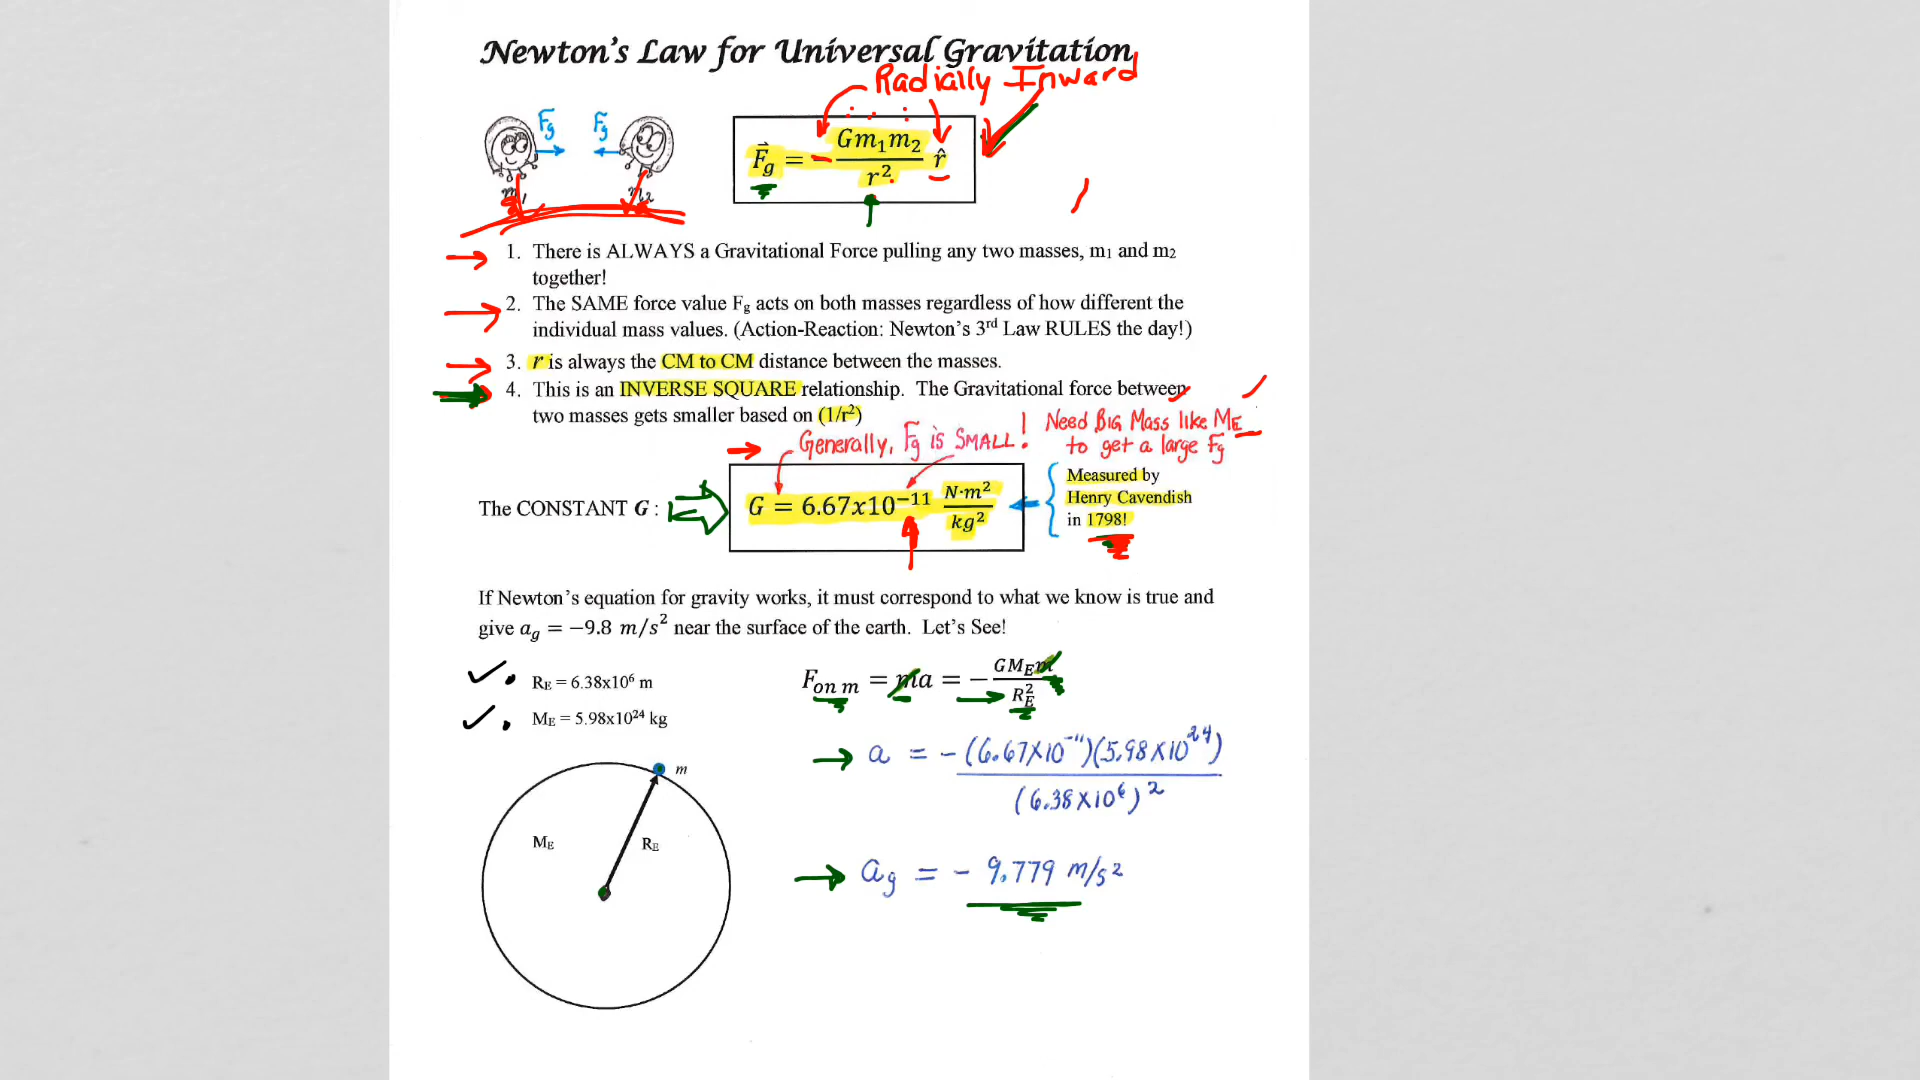 Newton's Law for Universal Gravitation
Radially Inward
Fg Fg
m1 m2
F⃗g = − Gm₁m₂/r² r̂
1. There is ALWAYS a Gravitational Force pulling any two masses, m1 and m2
together!
2. The SAME force value Fg acts on both masses regardless of how different the
individual mass values. (Action-Reaction: Newton's 3rd Law RULES the day!)
3. r is always the CM to CM distance between the masses.
4. This is an INVERSE SQUARE relationship. The Gravitational force between
two masses gets smaller based on (1/r²)
Generally, Fg is SMALL!
Need BIG Mass like ME
to get a large Fg
The CONSTANT G :
G = 6.67x10⁻¹¹ N·m²/kg²
Measured by
Henry Cavendish
in 1798!
If Newton's equation for gravity works, it must correspond to what we know is true and
give ag = −9.8 m/s² near the surface of the earth. Let's See!
RE = 6.38x10⁶ m
ME = 5.98x10²⁴ kg
Fon m = ma = − GMEm/RE²
a = −(6.67X10⁻¹¹)(5.98X10²⁴)
(6.38X10⁶)²
m
ME
RE
ag = − 9.779 m/s²